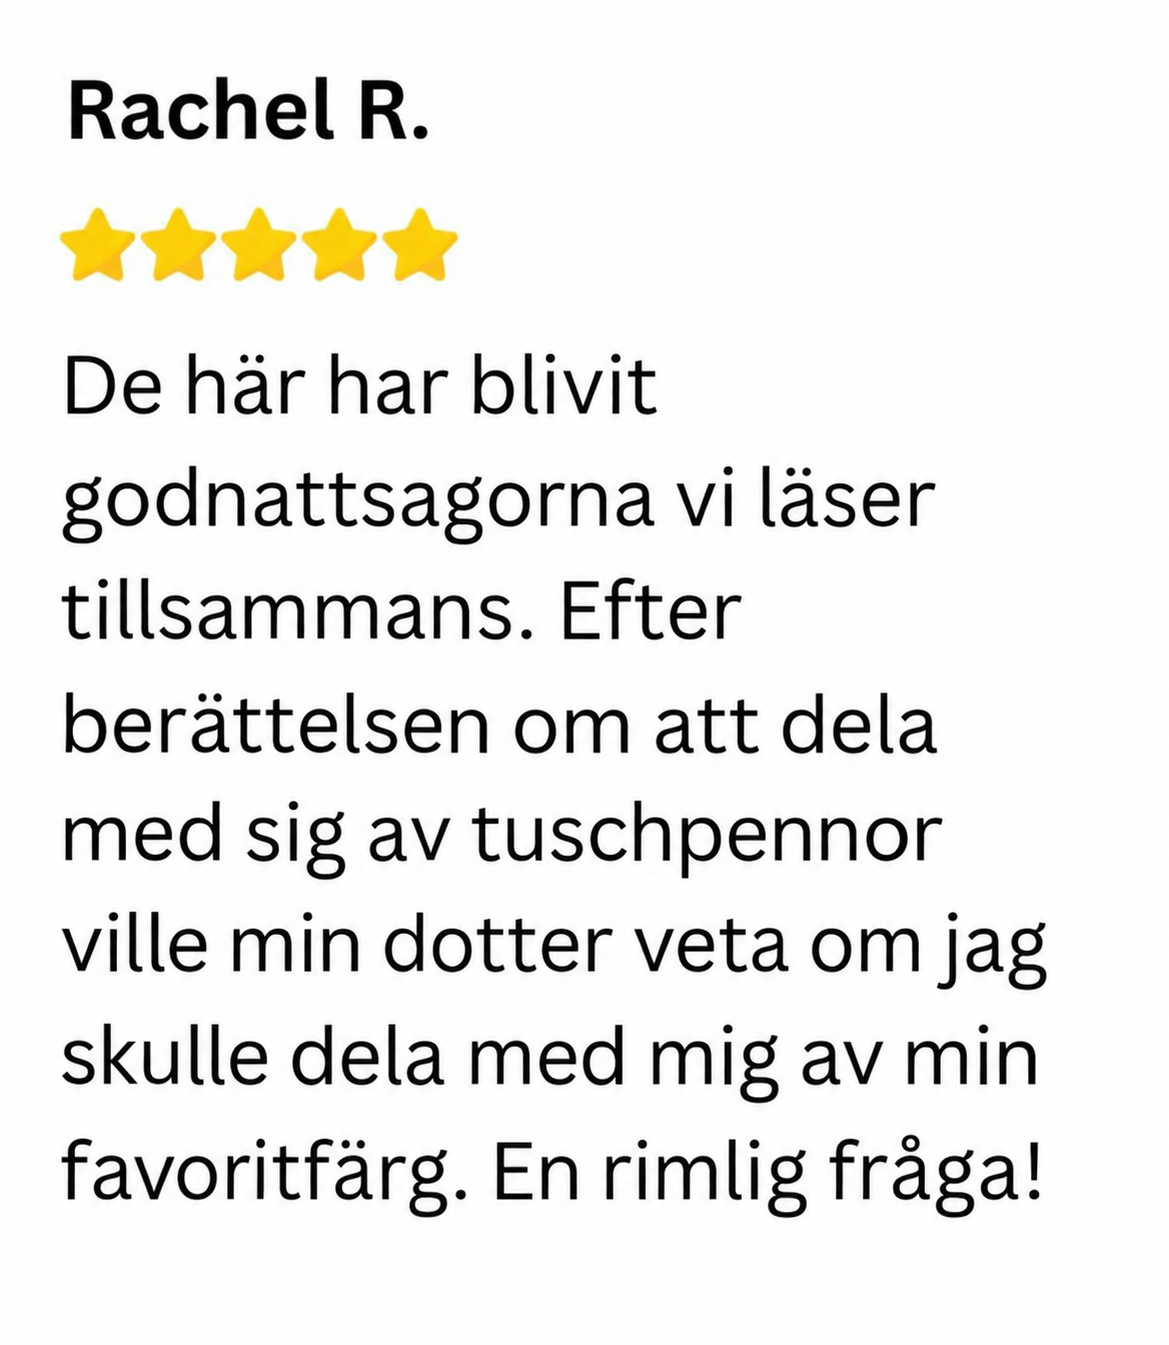 Rachel R.
De här har blivit
godnattsagorna vi läser
tillsammans. Efter
berättelsen om att dela
med sig av tuschpennor
ville min dotter veta om jag
skulle dela med mig av min
favoritfärg. En rimlig fråga!